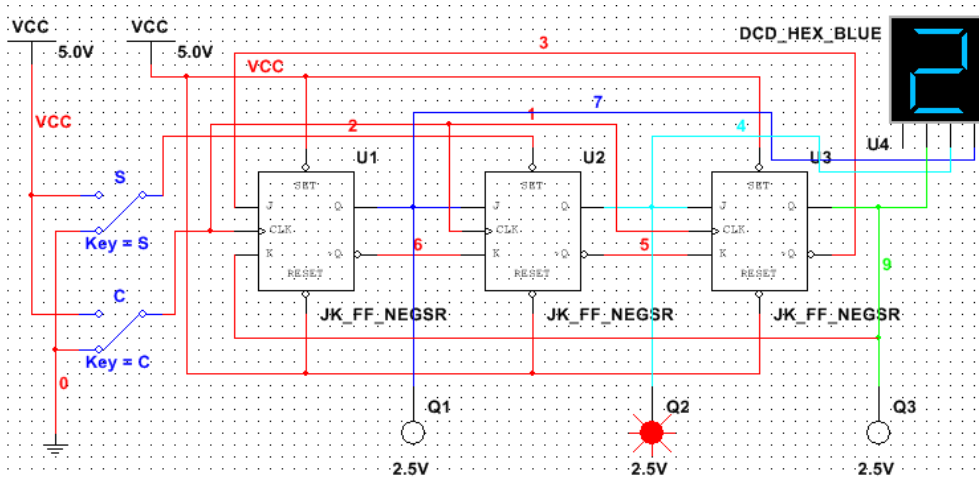 VCC
VCC
5.0V
5.0V
3
DCD_HEX_BLUE
2
VCC
7
VCC
2
1
4
U4
U1
U2
U3
S
SET
SET
SET
J
Q
J
Q
J
Q
CLK
CLK
CLK
Key = S
6
5
K
~Q
K
~Q
K
~Q
9
RESET
RESET
RESET
C
JK_FF_NEGSR
JK_FF_NEGSR
JK_FF_NEGSR
Key = C
0
Q1
Q2
Q3
2.5V
2.5V
2.5V